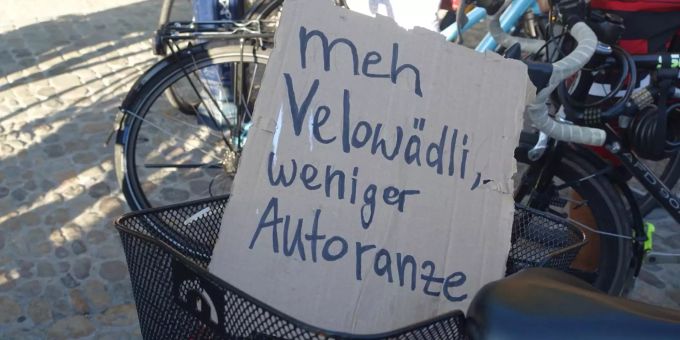 meh
Velowädli,
weniger
Autoranze